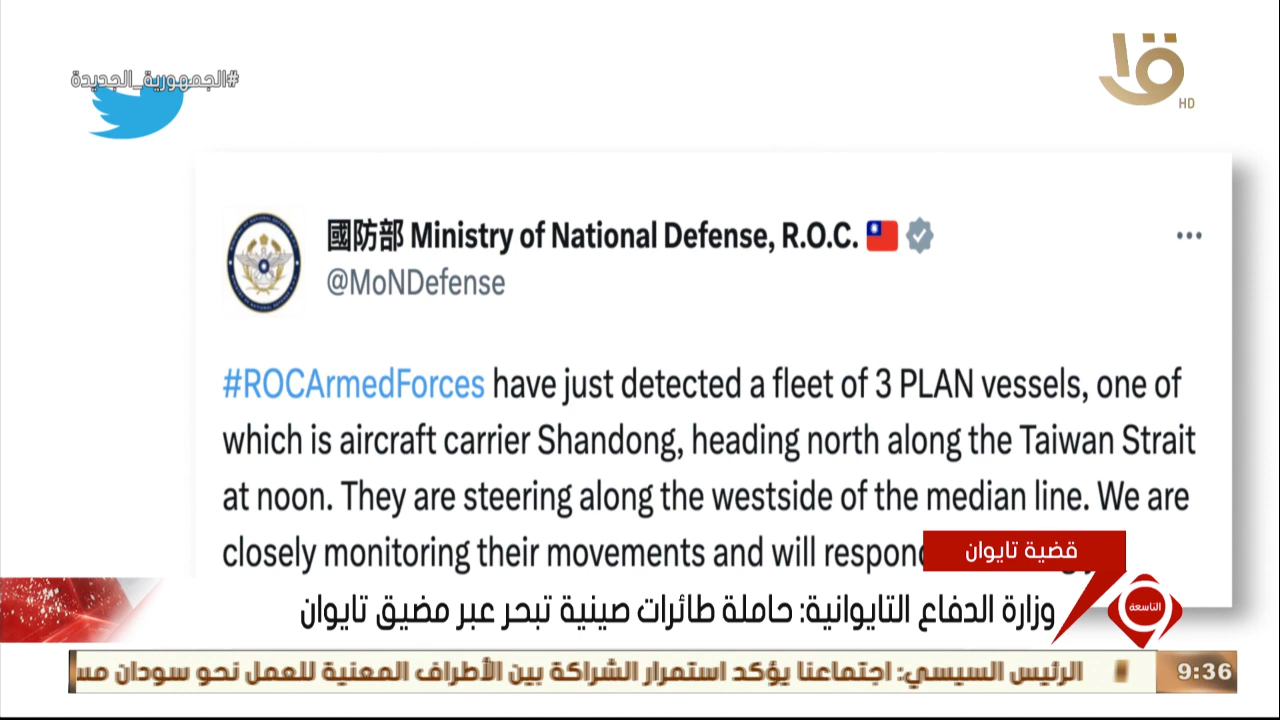 #الجمهورية_الجديدة
HD
國防部 Ministry of National Defense, R.O.C.
@MoNDefense
#ROCArmedForces have just detected a fleet of 3 PLAN vessels, one of
which is aircraft carrier Shandong, heading north along the Taiwan Strait
at noon. They are steering along the westside of the median line. We are
closely monitoring their movements and will
قضية تايوان
وزارة الدفاع التايوانية: حاملة طائرات صينية تبحر عبر مضيق تايوان
التاسعة
الرئيس السيسي: اجتماعنا يؤكد استمرار الشراكة بين الأطراف المعنية للعمل نحو سودان
9:36